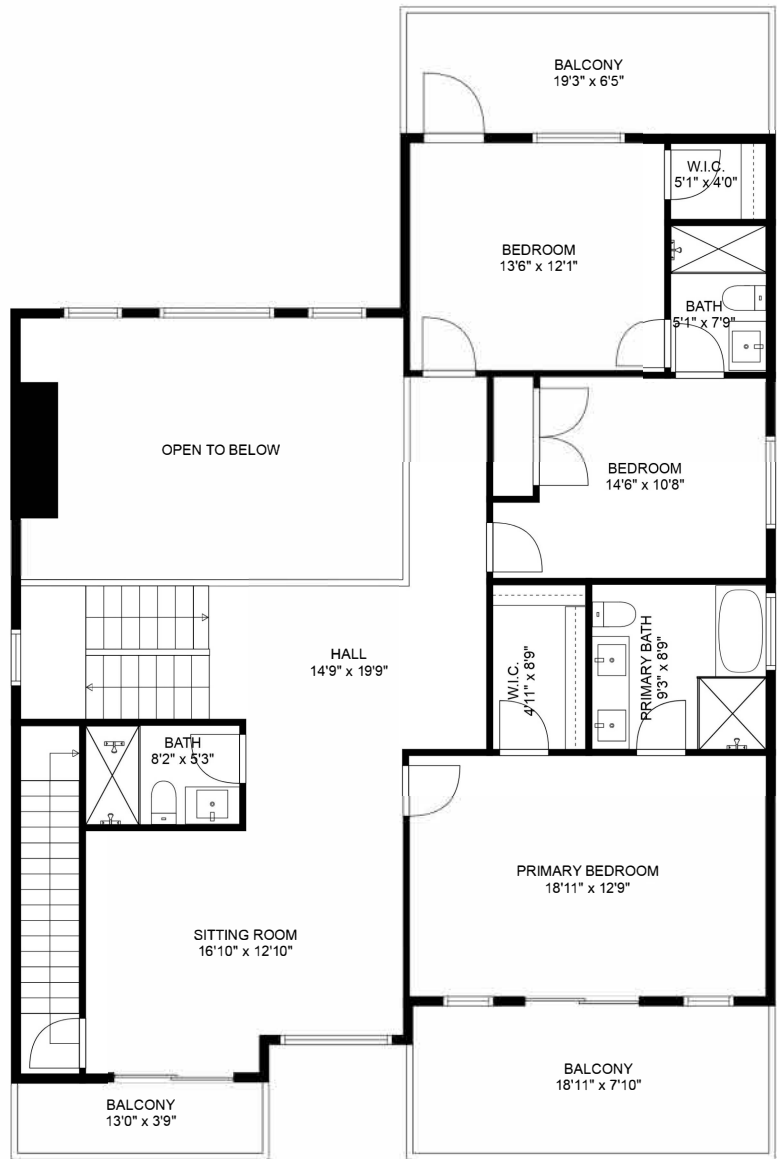 BALCONY
19'3" x 6'5"
W.I.C.
5'1" x 4'0"
BEDROOM
13'6" x 12'1"
BATH
5'1" x 7'9"
OPEN TO BELOW
BEDROOM
14'6" x 10'8"
HALL
14'9" x 19'9"
W.I.C.
4'11" x 8'9"
PRIMARY BATH
9'3" x 8'9"
BATH
8'2" x 5'3"
PRIMARY BEDROOM
18'11" x 12'9"
SITTING ROOM
16'10" x 12'10"
BALCONY
18'11" x 7'10"
BALCONY
13'0" x 3'9"